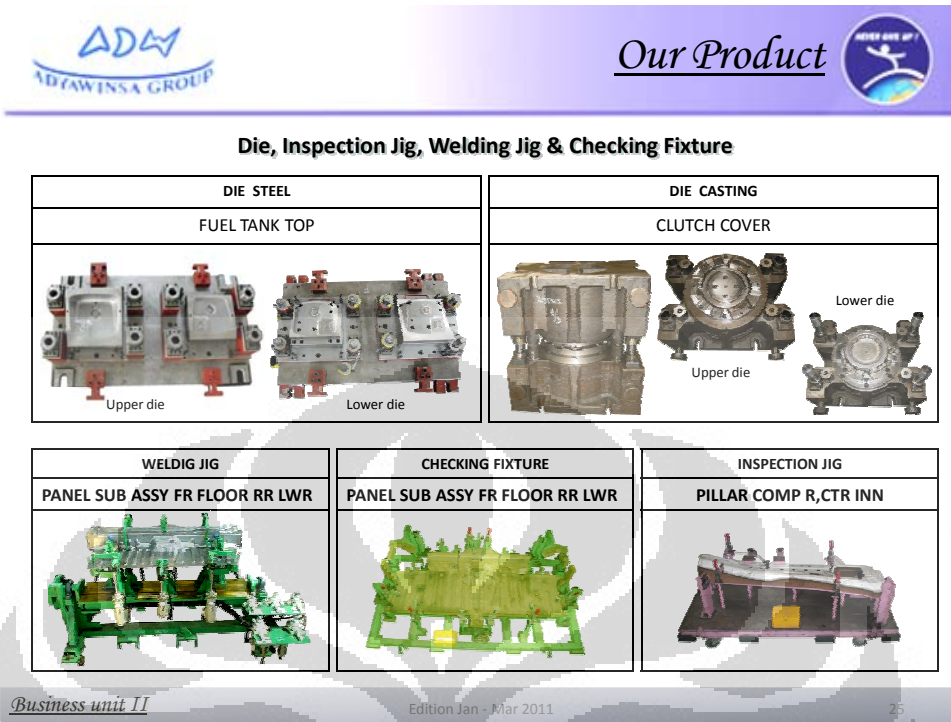 ADW
ADYAWINSA GROUP
Our Product
NEVER GIVE UP !
Die, Inspection Jig, Welding Jig & Checking Fixture
DIE STEEL
FUEL TANK TOP
Upper die
Lower die
DIE CASTING
CLUTCH COVER
Lower die
Upper die
WELDIG JIG
PANEL SUB ASSY FR FLOOR RR LWR
CHECKING FIXTURE
PANEL SUB ASSY FR FLOOR RR LWR
INSPECTION JIG
PILLAR COMP R,CTR INN
Business unit II
Edition Jan - Mar 2011
25